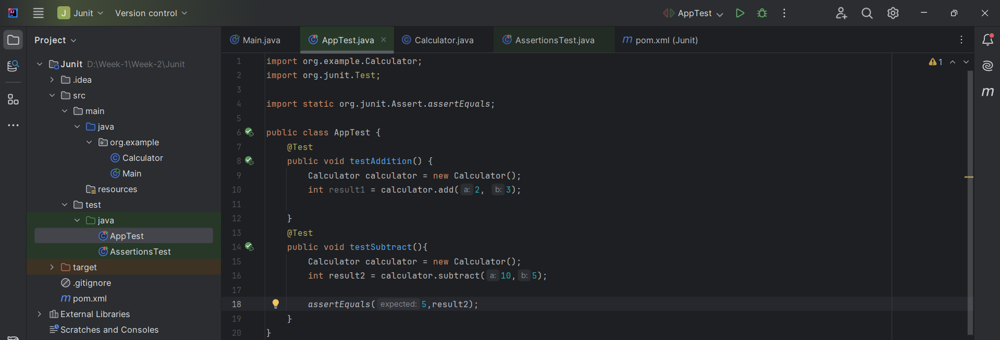 J Junit Version control AppTest
Project
Main.java AppTest.java Calculator.java AssertionsTest.java m pom.xml (Junit)
Junit D:\Week-1\Week-2\Junit
.idea
src
main
java
org.example
Calculator
Main
resources
test
java
AppTest
AssertionsTest
target
.gitignore
m pom.xml
External Libraries
Scratches and Consoles
1 import org.example.Calculator;
2 import org.junit.Test;
3
4 import static org.junit.Assert.assertEquals;
5
6 public class AppTest {
7 @Test
8 public void testAddition() {
9 Calculator calculator = new Calculator();
10 int result1 = calculator.add( a: 2, b: 3);
11
12 }
13 @Test
14 public void testSubtract(){
15 Calculator calculator = new Calculator();
16 int result2 = calculator.subtract( a: 10, b: 5);
17
18 assertEquals( expected: 5,result2);
19 }
20 }
1
m